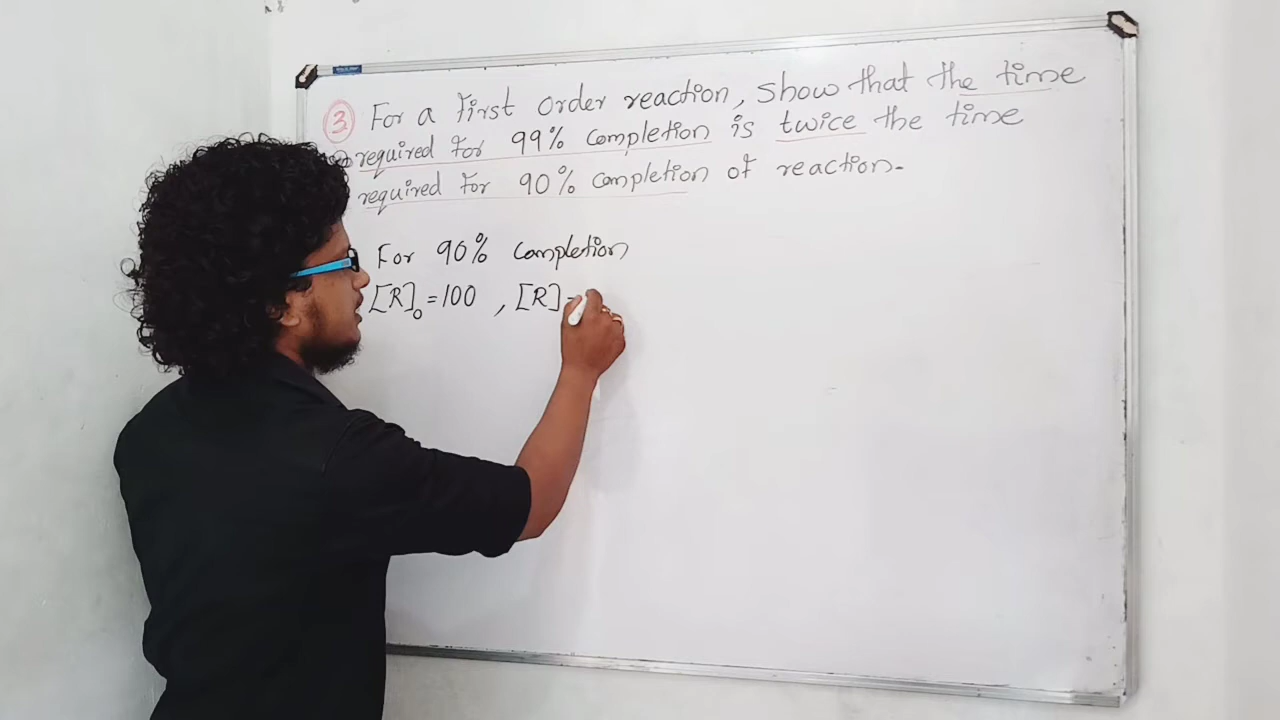 3 For a First Order reaction, Show that the time
required for 99% Completion is twice the time
required for 90% Completion of reaction.
For 90% Completion
[R]₀ = 100 , [R] =